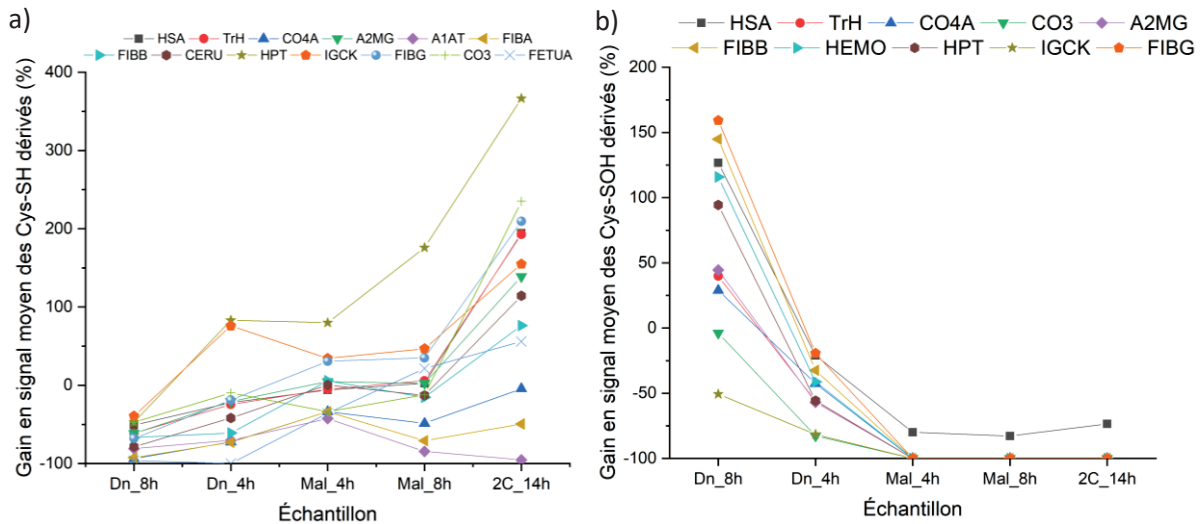 a)
HSA TrH CO4A A2MG A1AT FIBA
FIBB CERU HPT IGCK FIBG CO3 FETUA
Gain en signal moyen des Cys-SH dérivés (%)
400
300
200
100
0
-100
Dn_8h Dn_4h Mal_4h Mal_8h 2C_14h
Échantillon
b)
HSA TrH CO4A CO3 A2MG
FIBB HEMO HPT IGCK FIBG
Gain en signal moyen des Cys-SOH dérivés (%)
200
150
100
50
0
-50
-100
Dn_8h Dn_4h Mal_4h Mal_8h 2C_14h
Échantillon